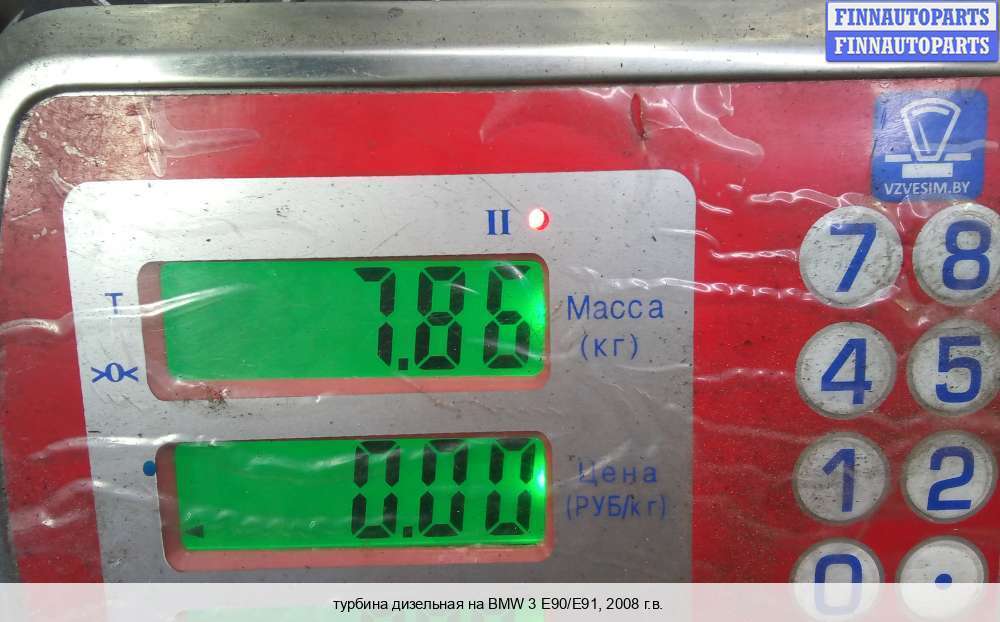 FINNAUTOPARTS
FINNAUTOPARTS
VZVESIM.BY
II
7 8
T
7.86
Масса
(кг)
>0<
4 5
0.00
Цена
(РУБ/кг)
1 2
0 .
турбина дизельная на BMW 3 E90/E91, 2008 г.в.